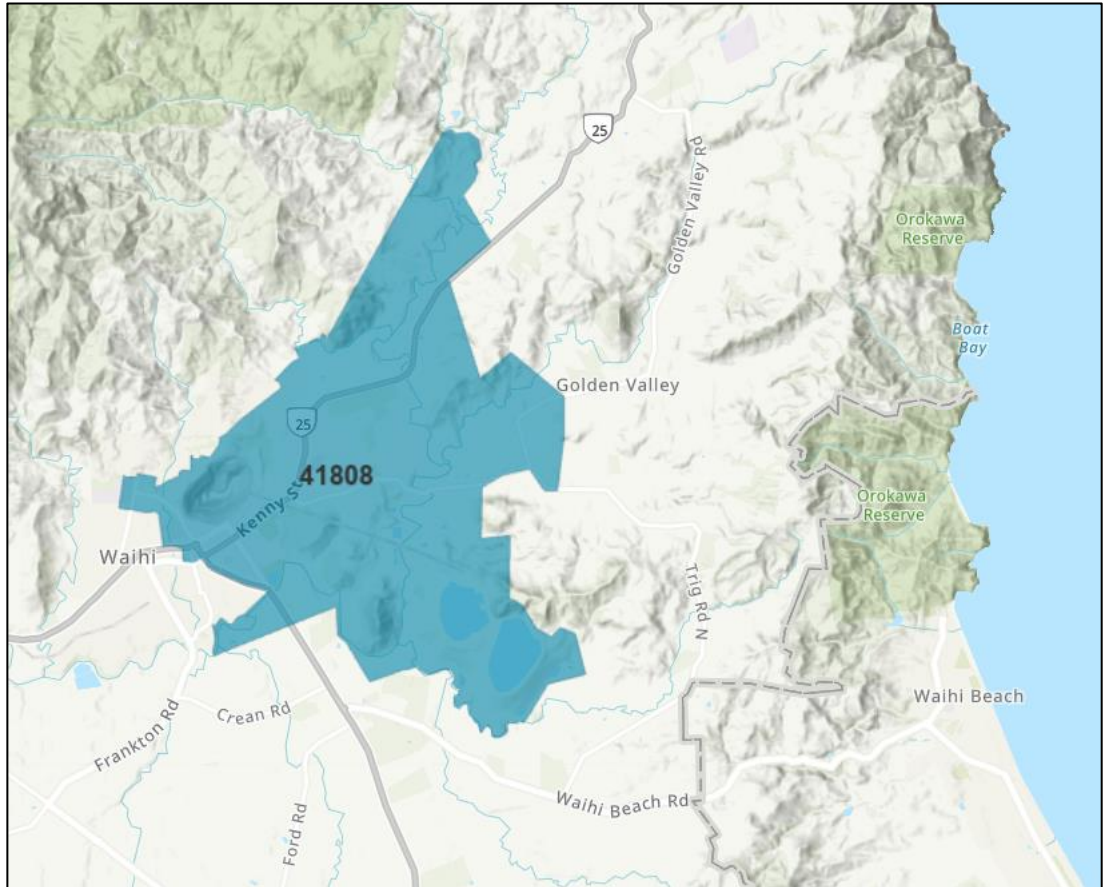 25
Golden Valley Rd
Orokawa
Reserve
Boat
Bay
Golden Valley
25
41808
Kenny St
Orokawa
Reserve
Waihi
Trig Rd N
Waihi Beach
Crean Rd
Frankton Rd
Waihi Beach Rd
Ford Rd